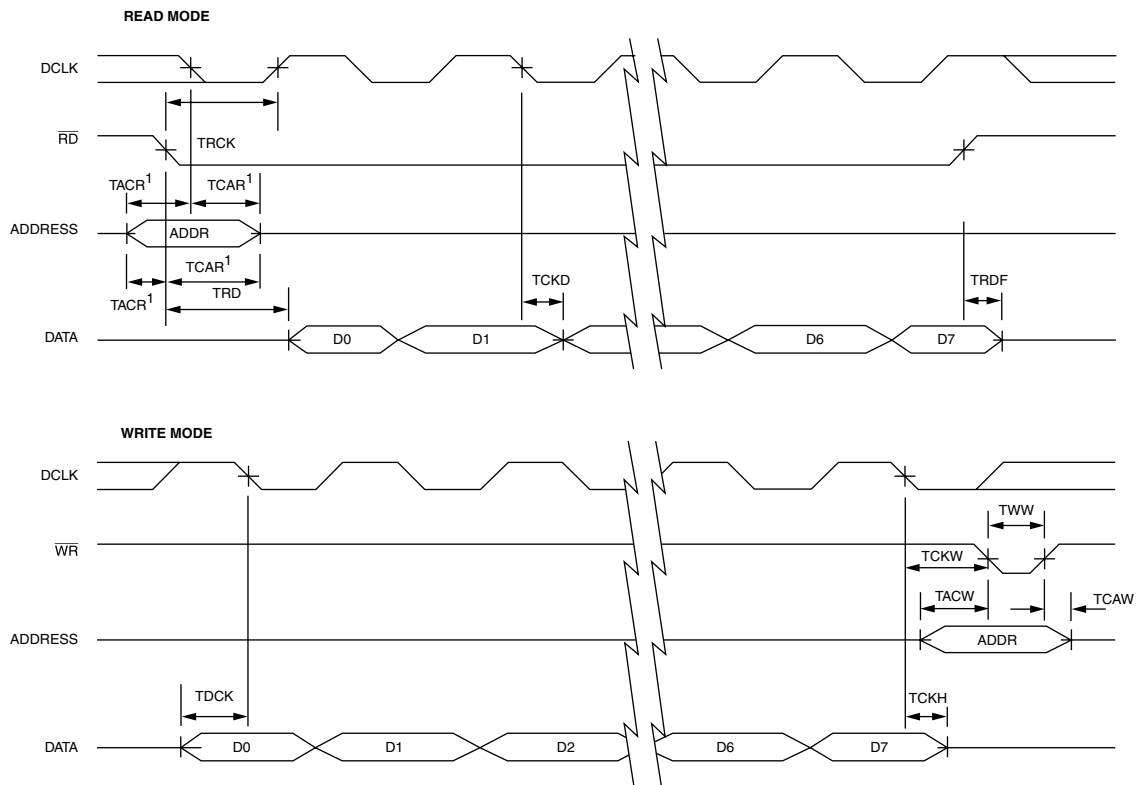 READ MODE
DCLK
RD
TRCK
TACR1 TCAR1
ADDRESS ADDR
TCAR1
TACR1 TRD TCKD TRDF
DATA D0 D1 D6 D7
WRITE MODE
DCLK
TWW
WR
TCKW
TACW TCAW
ADDRESS ADDR
TDCK TCKH
DATA D0 D1 D2 D6 D7